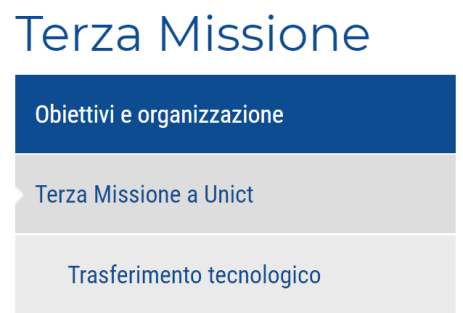 Terza Missione
Obiettivi e organizzazione
Terza Missione a Unict
Trasferimento tecnologico